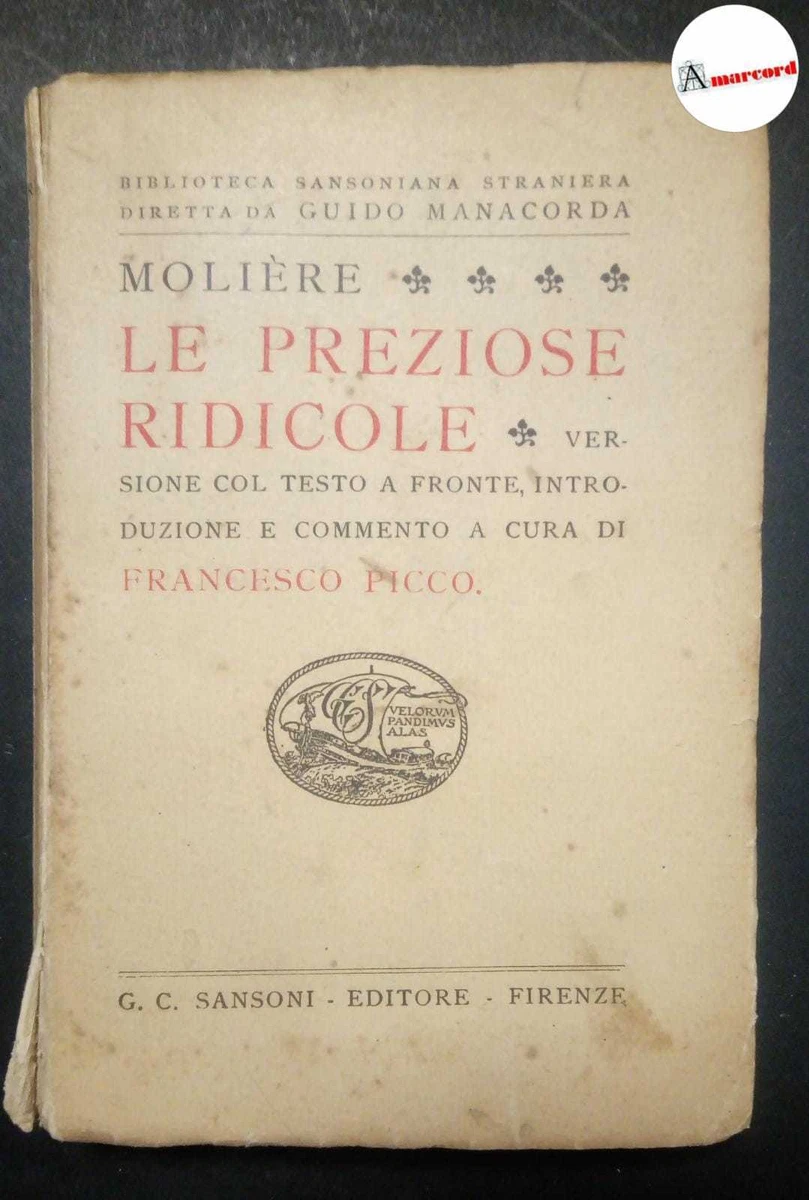 Amarcord
BIBLIOTECA SANSONIANA STRANIERA
DIRETTA DA GUIDO MANACORDA
MOLIÈRE
LE PREZIOSE
RIDICOLE VER-
SIONE COL TESTO A FRONTE, INTRO-
DUZIONE E COMMENTO A CURA DI
FRANCESCO PICCO.
GCS
VELORVM
PANDIMVS
ALAS
G. C. SANSONI - EDITORE - FIRENZE